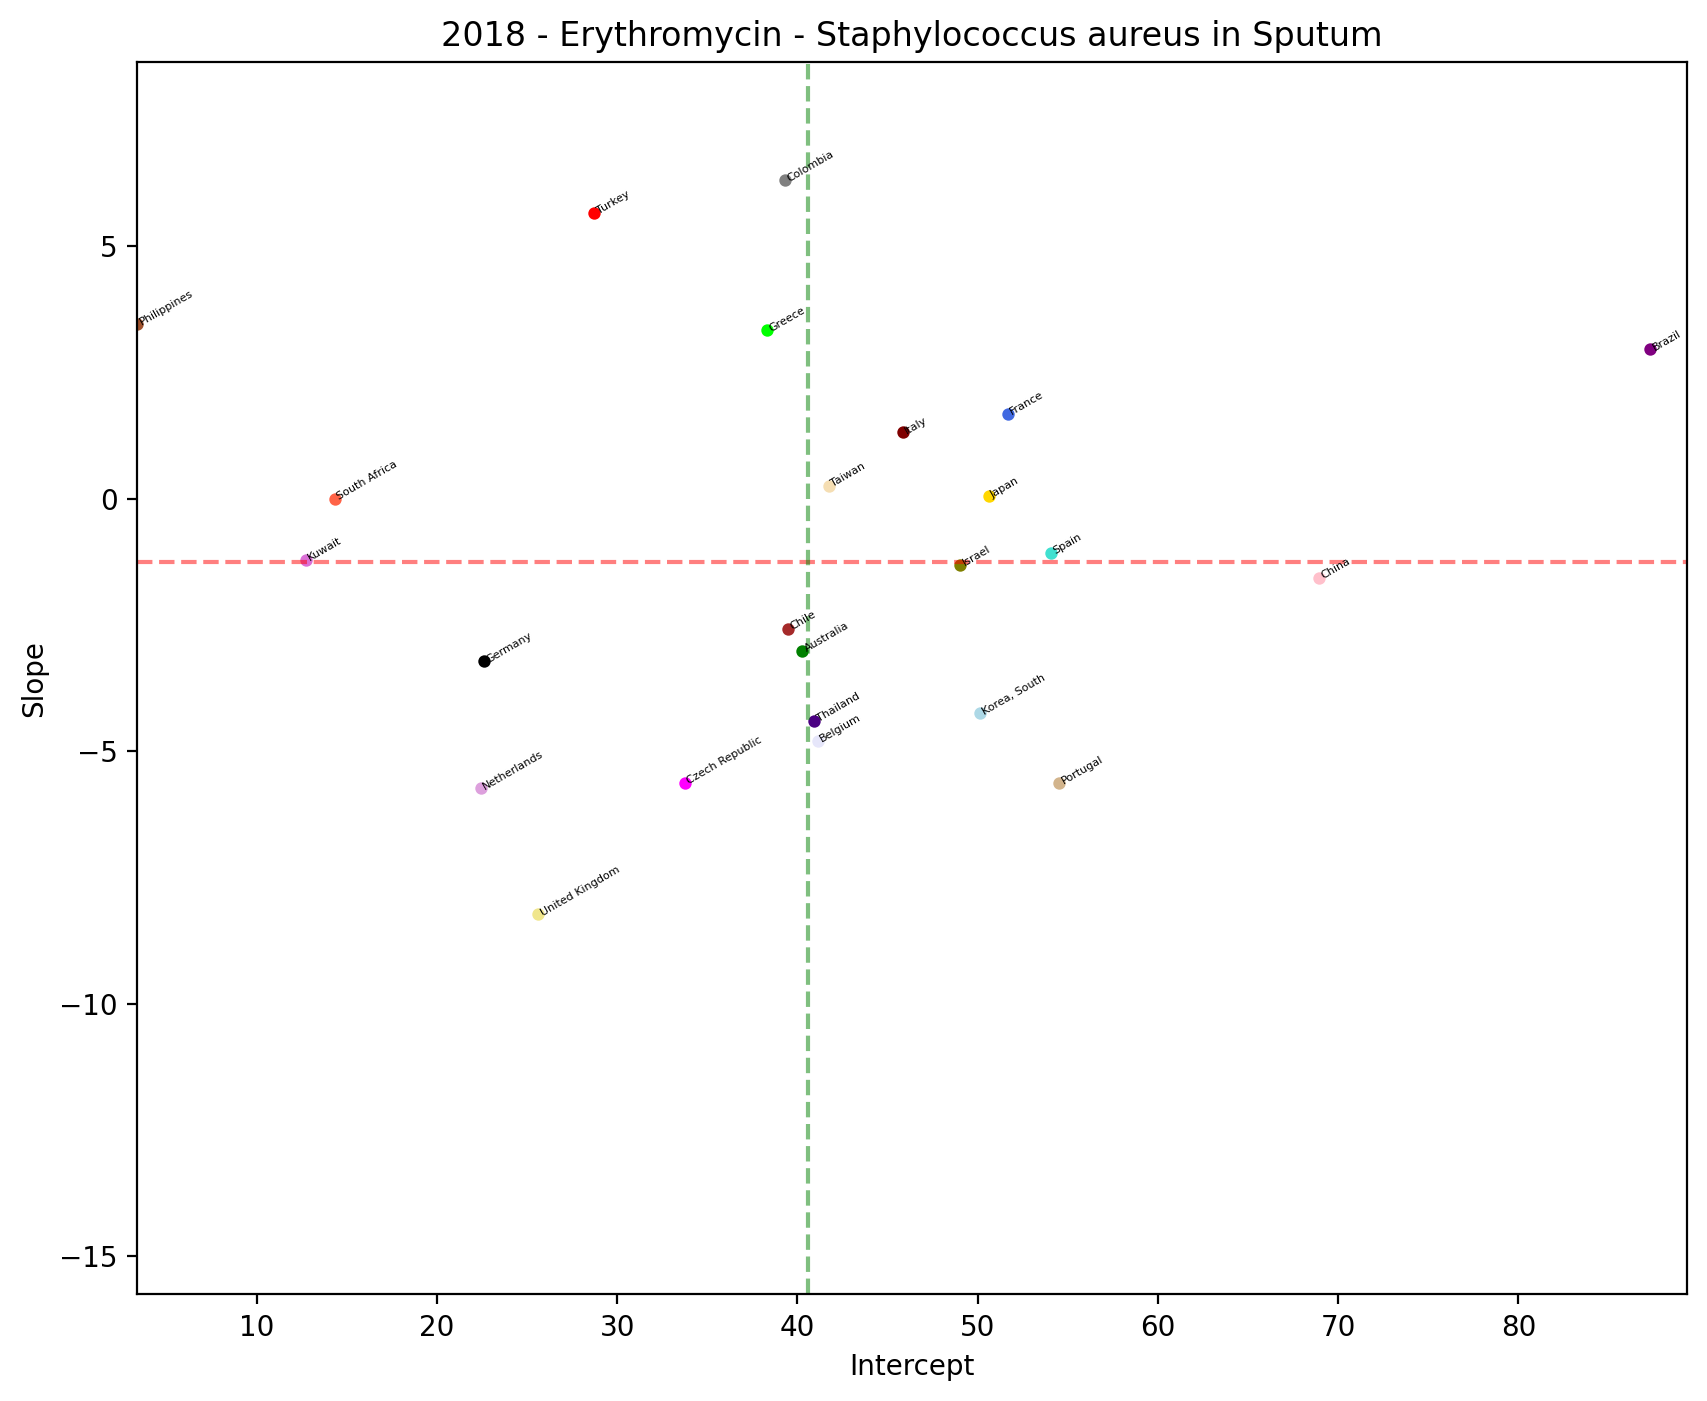 2018 - Erythromycin - Staphylococcus aureus in Sputum
Colombia
Turkey
5
Philippines
Greece
Brazil
France
Italy
Taiwan
Japan
South Africa
0
Kuwait
Spain
Israel
China
Chile
Australia
Germany
Slope
Korea, South
Thailand
Belgium
−5
Czech Republic
Netherlands
Portugal
United Kingdom
−10
−15
10 20 30 40 50 60 70 80
Intercept